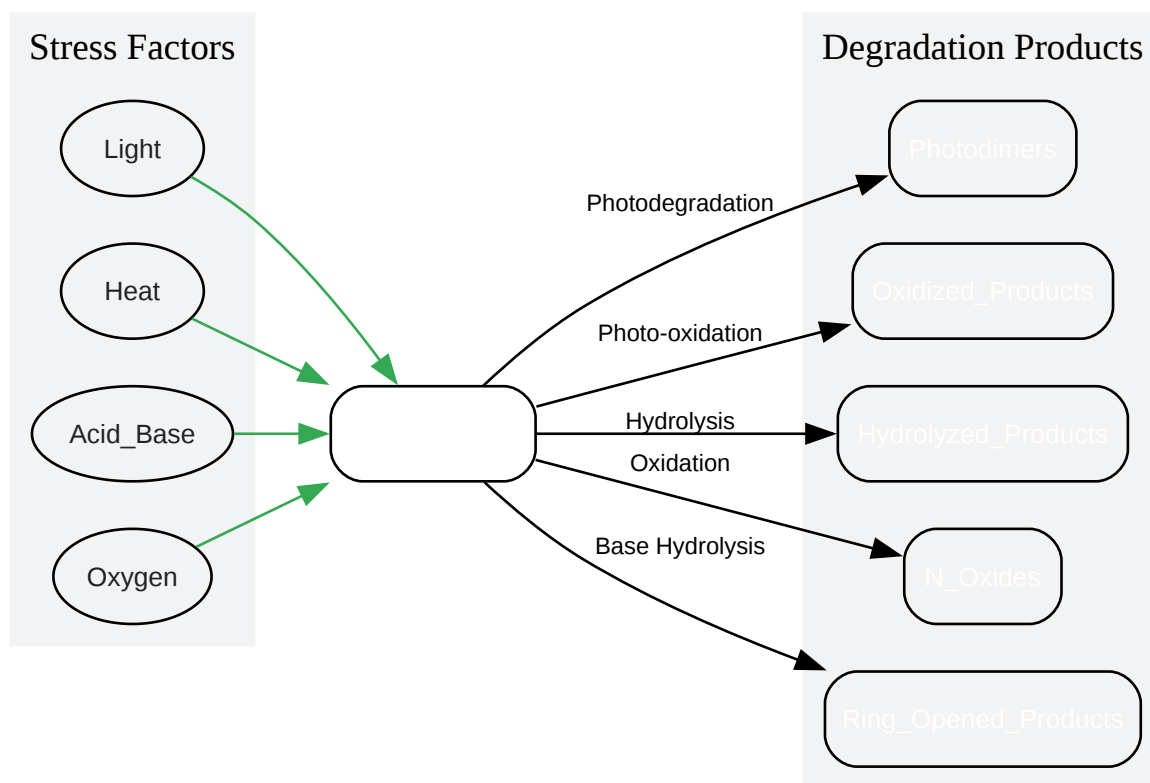 Stress Factors
Light
Heat
Acid_Base
Oxygen
Photodegradation
Photo-oxidation
Hydrolysis
Oxidation
Base Hydrolysis
Degradation Products
Photodimers
Oxidized_Products
Hydrolyzed_Products
N_Oxides
Ring_Opened_Products